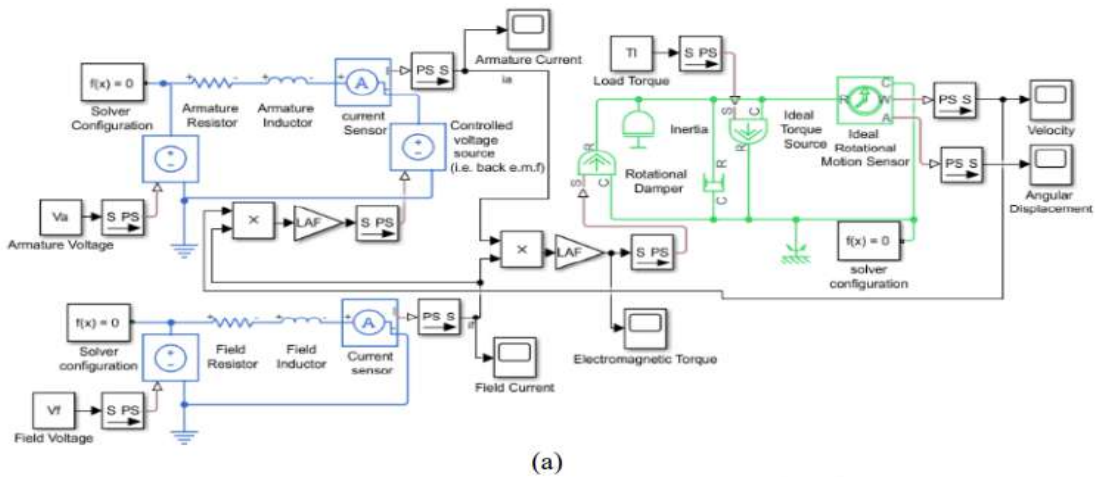 f(x) = 0
Solver
Configuration
Armature
Resistor
Armature
Inductor
A
current
Sensor
PS S
Armature Current
ia
Controlled
voltage
source
(i.e. back e.m.f)
Va
S PS
Armature Voltage
×
LAF
S PS
f(x) = 0
Solver
configuration
Field
Resistor
Field
Inductor
A
Current
sensor
PS S
Field Current
Vf
S PS
Field Voltage
×
LAF
S PS
Electromagnetic Torque
Tl
S PS
Load Torque
S
R
C
Inertia
Rotational
Damper
R
C
S
C
R
Ideal
Torque
Source
R
C
W
A
Ideal
Rotational
Motion Sensor
PS S
Velocity
PS S
Angular
Displacement
f(x) = 0
solver
configuration
(a)